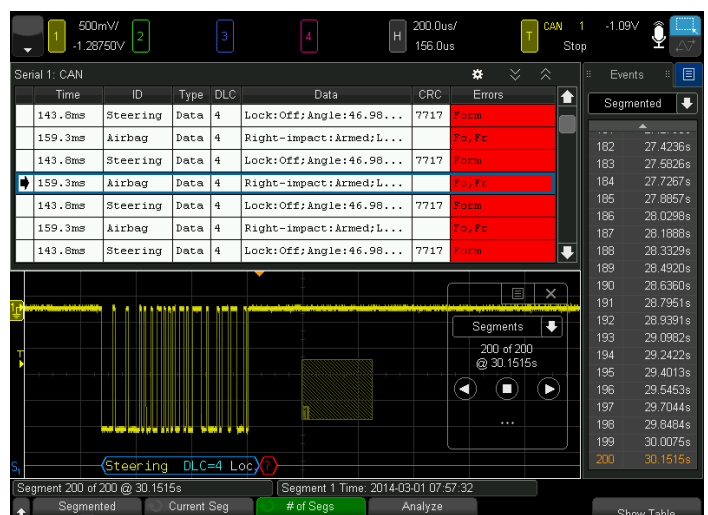 1 500mV/ -1.28750V 2 3 4 H 200.0us/ 156.0us T CAN 1 -1.09V Stop
Serial 1: CAN
Time ID Type DLC Data CRC Errors
143.8ms Steering Data 4 Lock:Off;Angle:46.98... 7717 Form
159.3ms Airbag Data 4 Right-impact:Armed;L... Fo,Fr
143.8ms Steering Data 4 Lock:Off;Angle:46.98... 7717 Form
159.3ms Airbag Data 4 Right-impact:Armed;L... Fo,Fr
143.8ms Steering Data 4 Lock:Off;Angle:46.98... 7717 Form
159.3ms Airbag Data 4 Right-impact:Armed;L... Fo,Fr
143.8ms Steering Data 4 Lock:Off;Angle:46.98... 7717 Form
Events
Segmented
182 27.4236s
183 27.5826s
184 27.7267s
185 27.8857s
186 28.0298s
187 28.1888s
188 28.3329s
189 28.4920s
190 28.6360s
191 28.7951s
192 28.9391s
193 29.0982s
194 29.2422s
195 29.4013s
196 29.5453s
197 29.7044s
198 29.8484s
199 30.0075s
200 30.1515s
Segments
200 of 200
@ 30.1515s
...
T
1
S1 Steering DLC=4 Loc ?
Segment 200 of 200 @ 30.1515s Segment 1 Time: 2014-03-01 07:57:32
Segmented Current Seg # of Segs Analyze Show Table